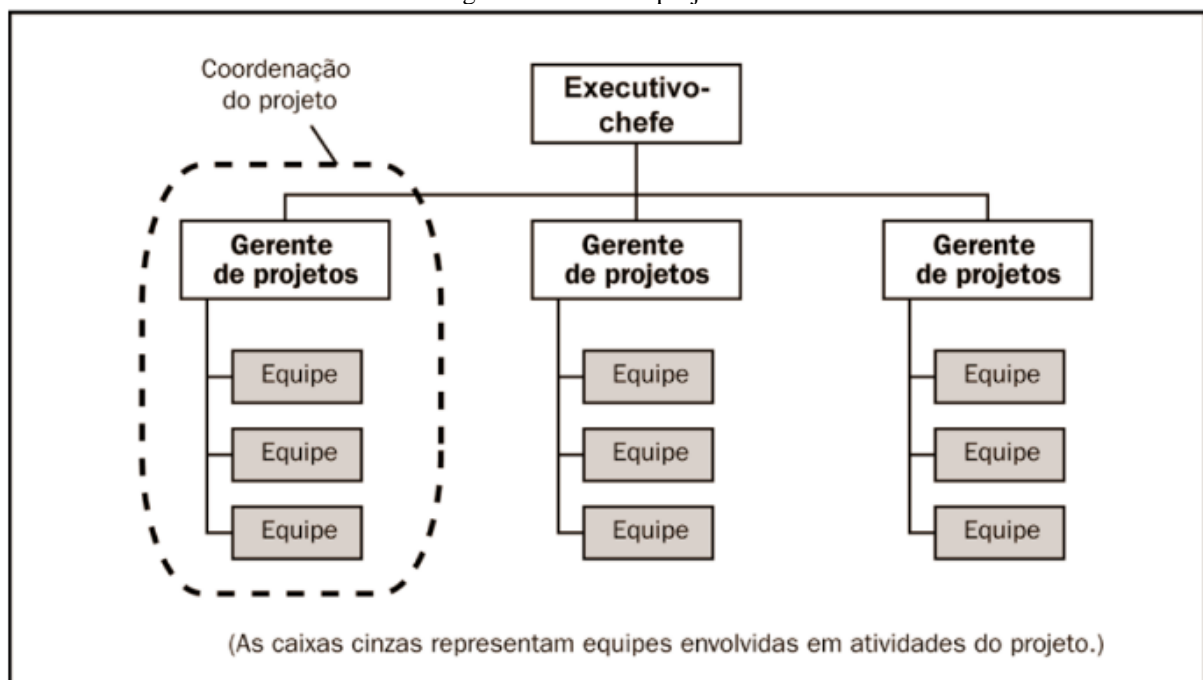 Coordenação
do projeto
Executivo-
chefe
Gerente
de projetos
Gerente
de projetos
Gerente
de projetos
Equipe
Equipe
Equipe
Equipe
Equipe
Equipe
Equipe
Equipe
Equipe
(As caixas cinzas representam equipes envolvidas em atividades do projeto.)